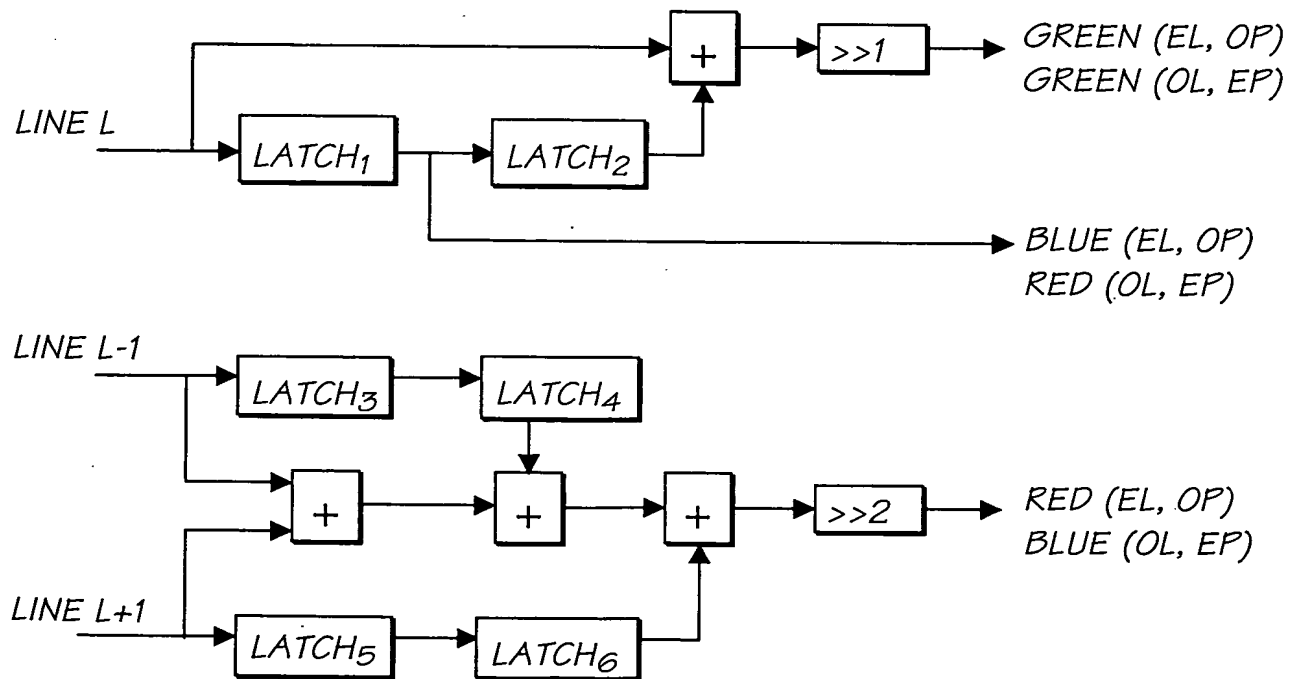 GREEN (EL, OP)
GREEN (OL, EP)
+
>>1
LINE L
LATCH1
LATCH2
BLUE (EL, OP)
RED (OL, EP)
LINE L-1
LATCH3
LATCH4
+
+
+
>>2
RED (EL, OP)
BLUE (OL, EP)
LINE L+1
LATCH5
LATCH6